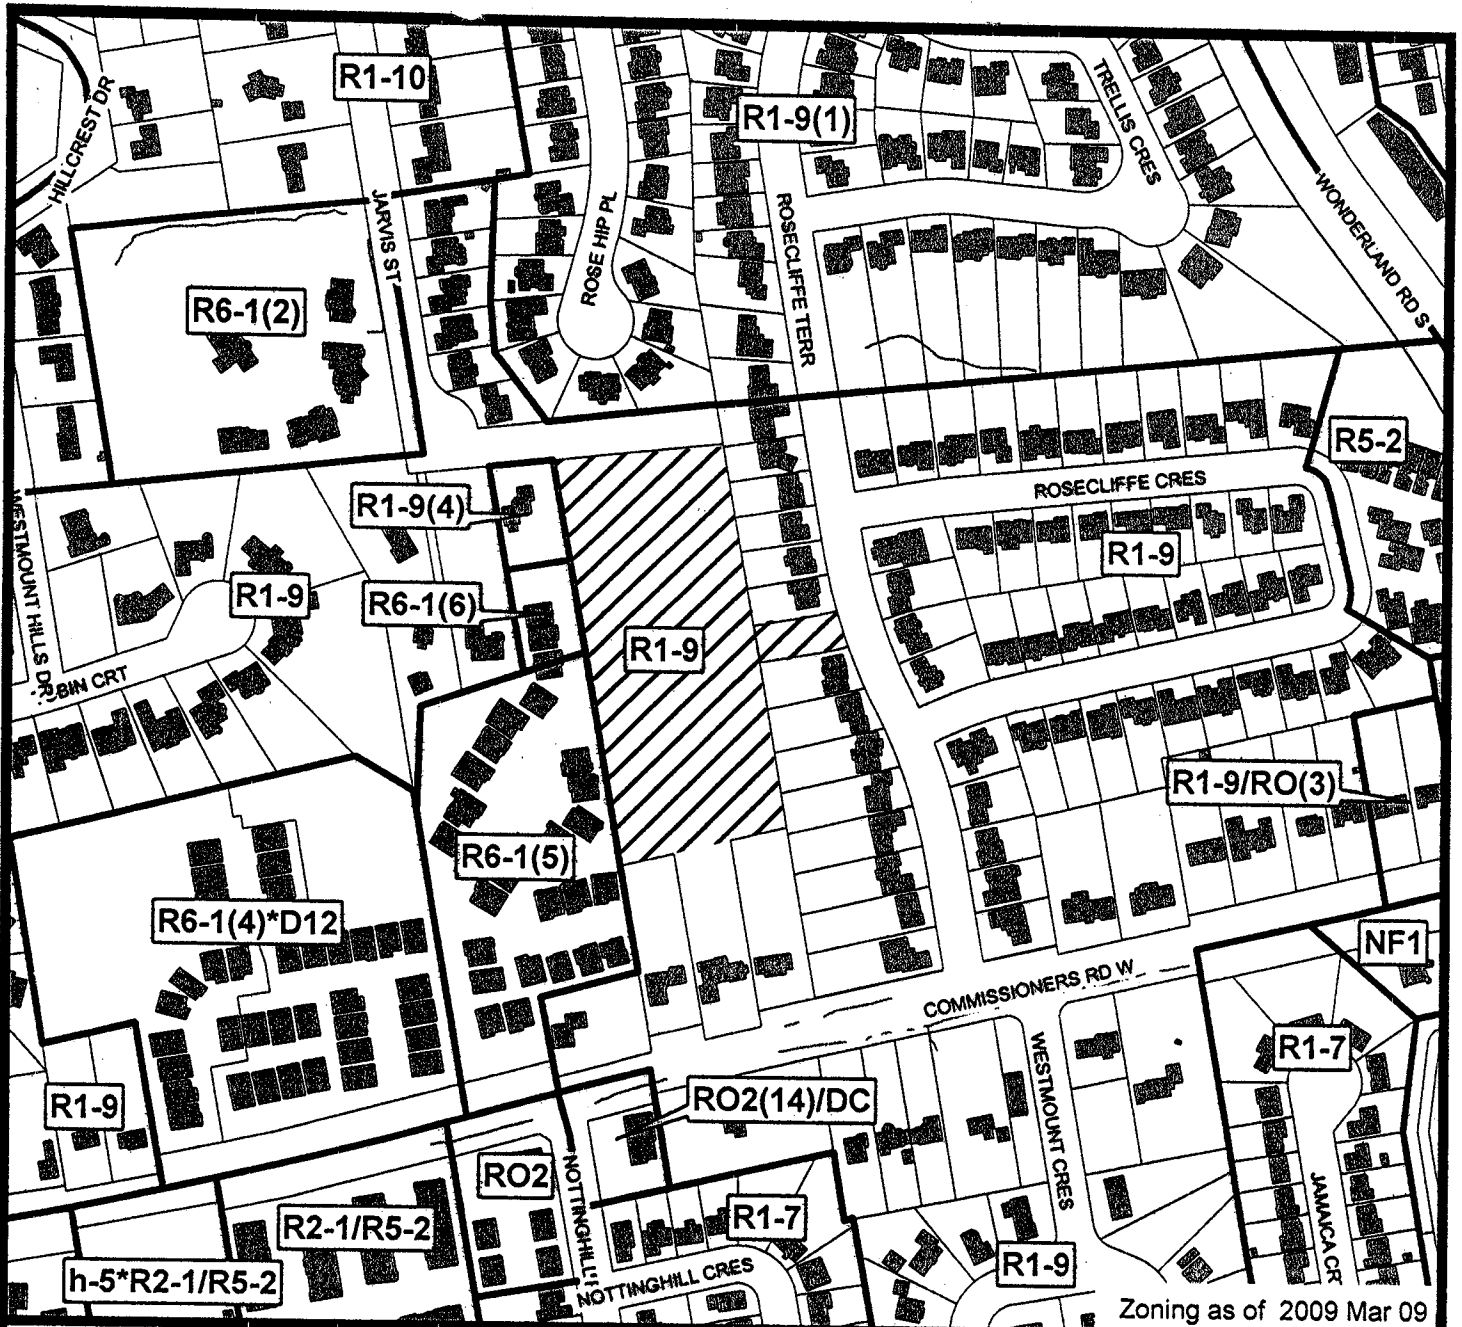 R1-10
R1-9(1)
HILLCREST DR
TRELLIS CRES
JARVIS ST
ROSE HIP PL
ROSECLIFFE TERR
WONDERLAND RD S
R6-1(2)
R5-2
R1-9(4)
ROSECLIFFE CRES
WESTMOUNT HILLS DR
R1-9
R6-1(6)
R1-9
R1-9
BIN CRT
R1-9/RO(3)
R6-1(5)
R6-1(4)*D12
NF1
COMMISSIONERS RD W
R1-7
WESTMOUNT CRES
R1-9
RO2(14)/DC
RO2
R1-7
JAMAICA CR
R2-1/R5-2
h-5*R2-1/R5-2
NOTTINGHILL CRES
R1-9
Zoning as of 2009 Mar 09